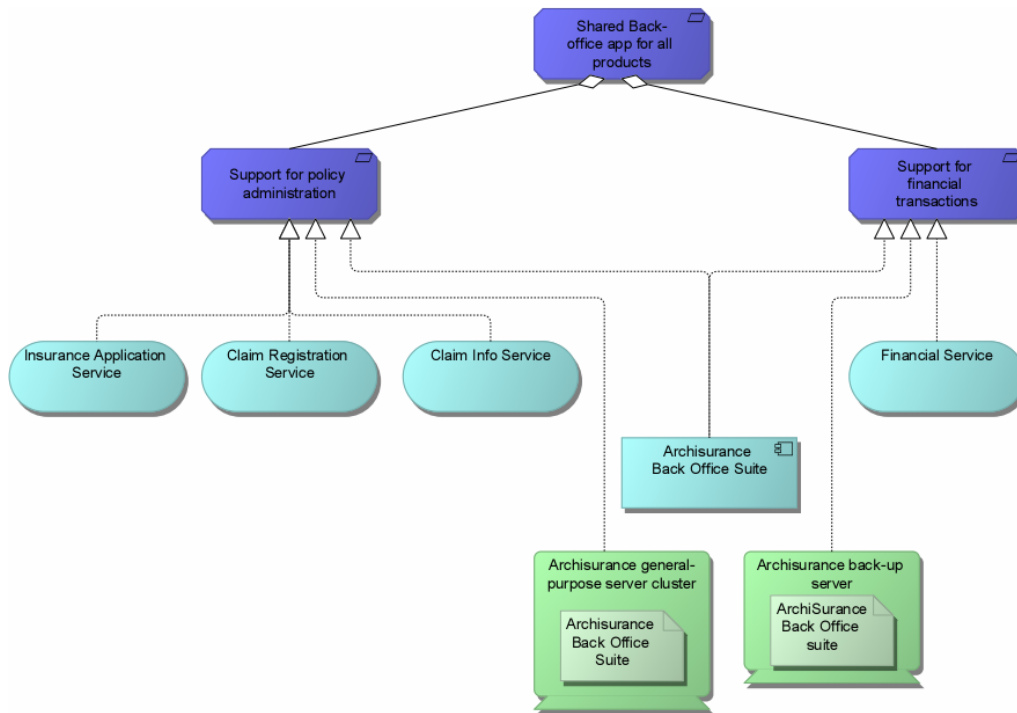 Shared Back-
office app for all
products
Support for policy
administration
Support for
financial
transactions
Insurance Application
Service
Claim Registration
Service
Claim Info Service
Financial Service
Archisurance
Back Office Suite
Archisurance general-
purpose server cluster
Archisurance
Back Office
Suite
Archisurance back-up
server
ArchiSurance
Back Office
suite